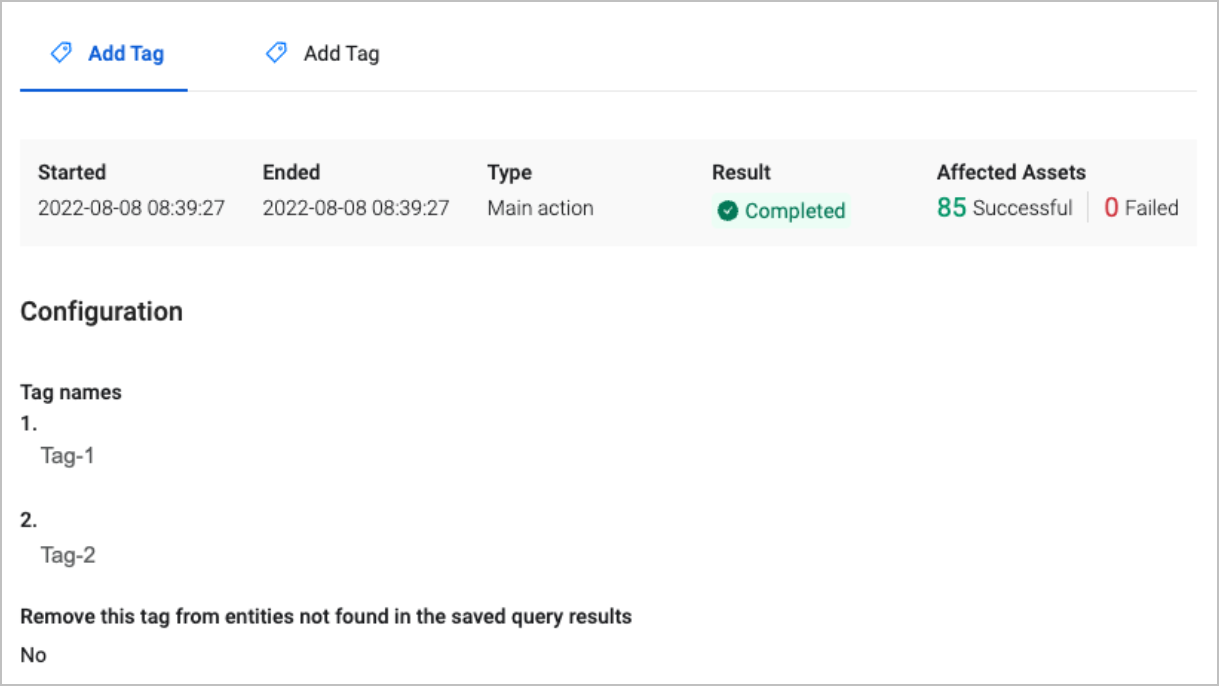 Add Tag Add Tag
Started Ended Type Result Affected Assets
2022-08-08 08:39:27 2022-08-08 08:39:27 Main action Completed 85 Successful 0 Failed
Configuration
Tag names
1.
Tag-1
2.
Tag-2
Remove this tag from entities not found in the saved query results
No